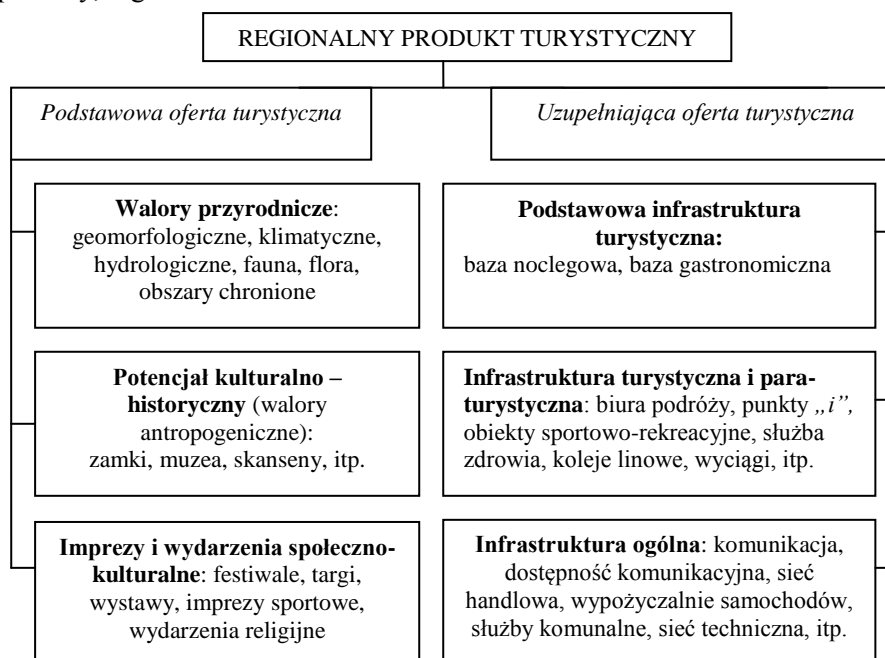 REGIONALNY PRODUKT TURYSTYCZNY
Podstawowa oferta turystyczna
Uzupełniająca oferta turystyczna
Walory przyrodnicze:
geomorfologiczne, klimatyczne,
hydrologiczne, fauna, flora,
obszary chronione
Podstawowa infrastruktura
turystyczna:
baza noclegowa, baza gastronomiczna
Potencjał kulturalno –
historyczny (walory
antropogeniczne):
zamki, muzea, skanseny, itp.
Infrastruktura turystyczna i para-
turystyczna: biura podróży, punkty „i”,
obiekty sportowo-rekreacyjne, służba
zdrowia, koleje linowe, wyciągi, itp.
Imprezy i wydarzenia społeczno-
kulturalne: festiwale, targi,
wystawy, imprezy sportowe,
wydarzenia religijne
Infrastruktura ogólna: komunikacja,
dostępność komunikacyjna, sieć
handlowa, wypożyczalnie samochodów,
służby komunalne, sieć techniczna, itp.